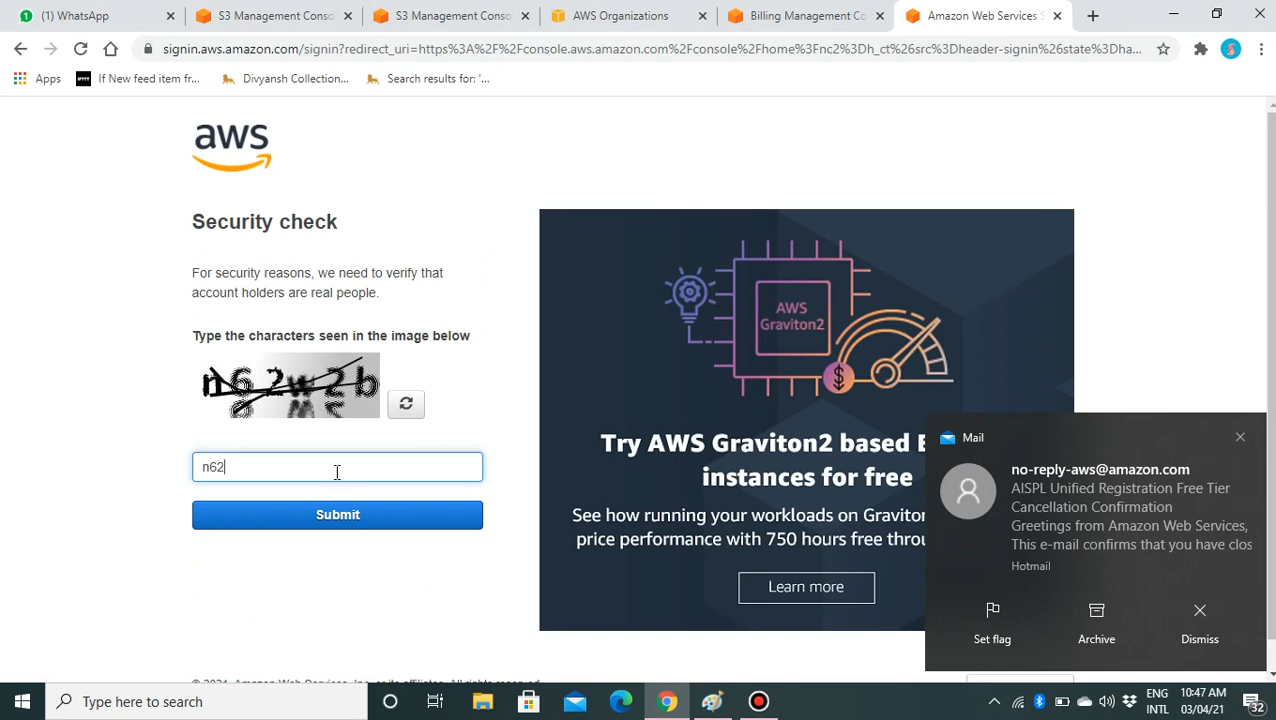 (1) WhatsApp
S3 Management Conso
S3 Management Conso
AWS Organizations
Billing Management Co
Amazon Web Services S
signin.aws.amazon.com/signin?redirect_uri=https%3A%2F%2Fconsole.aws.amazon.com%2Fconsole%2Fhome%3Fnc2%3Dh_ct%26src%3Dheader-signin%26state%3Dha...
Apps
If New feed item fr...
Divyansh Collection...
Search results for: '...
aws
Security check
For security reasons, we need to verify that
account holders are real people.
Type the characters seen in the image below
n62w2b
n62
Submit
AWS
Graviton2
$
Try AWS Graviton2 based E
instances for free
See how running your workloads on Graviton
price performance with 750 hours free throu
Learn more
Mail
no-reply-aws@amazon.com
AISPL Unified Registration Free Tier
Cancellation Confirmation
Greetings from Amazon Web Services,
This e-mail confirms that you have clos
Hotmail
Set flag
Archive
Dismiss
Type here to search
ENG
INTL
10:47 AM
03/04/21
32